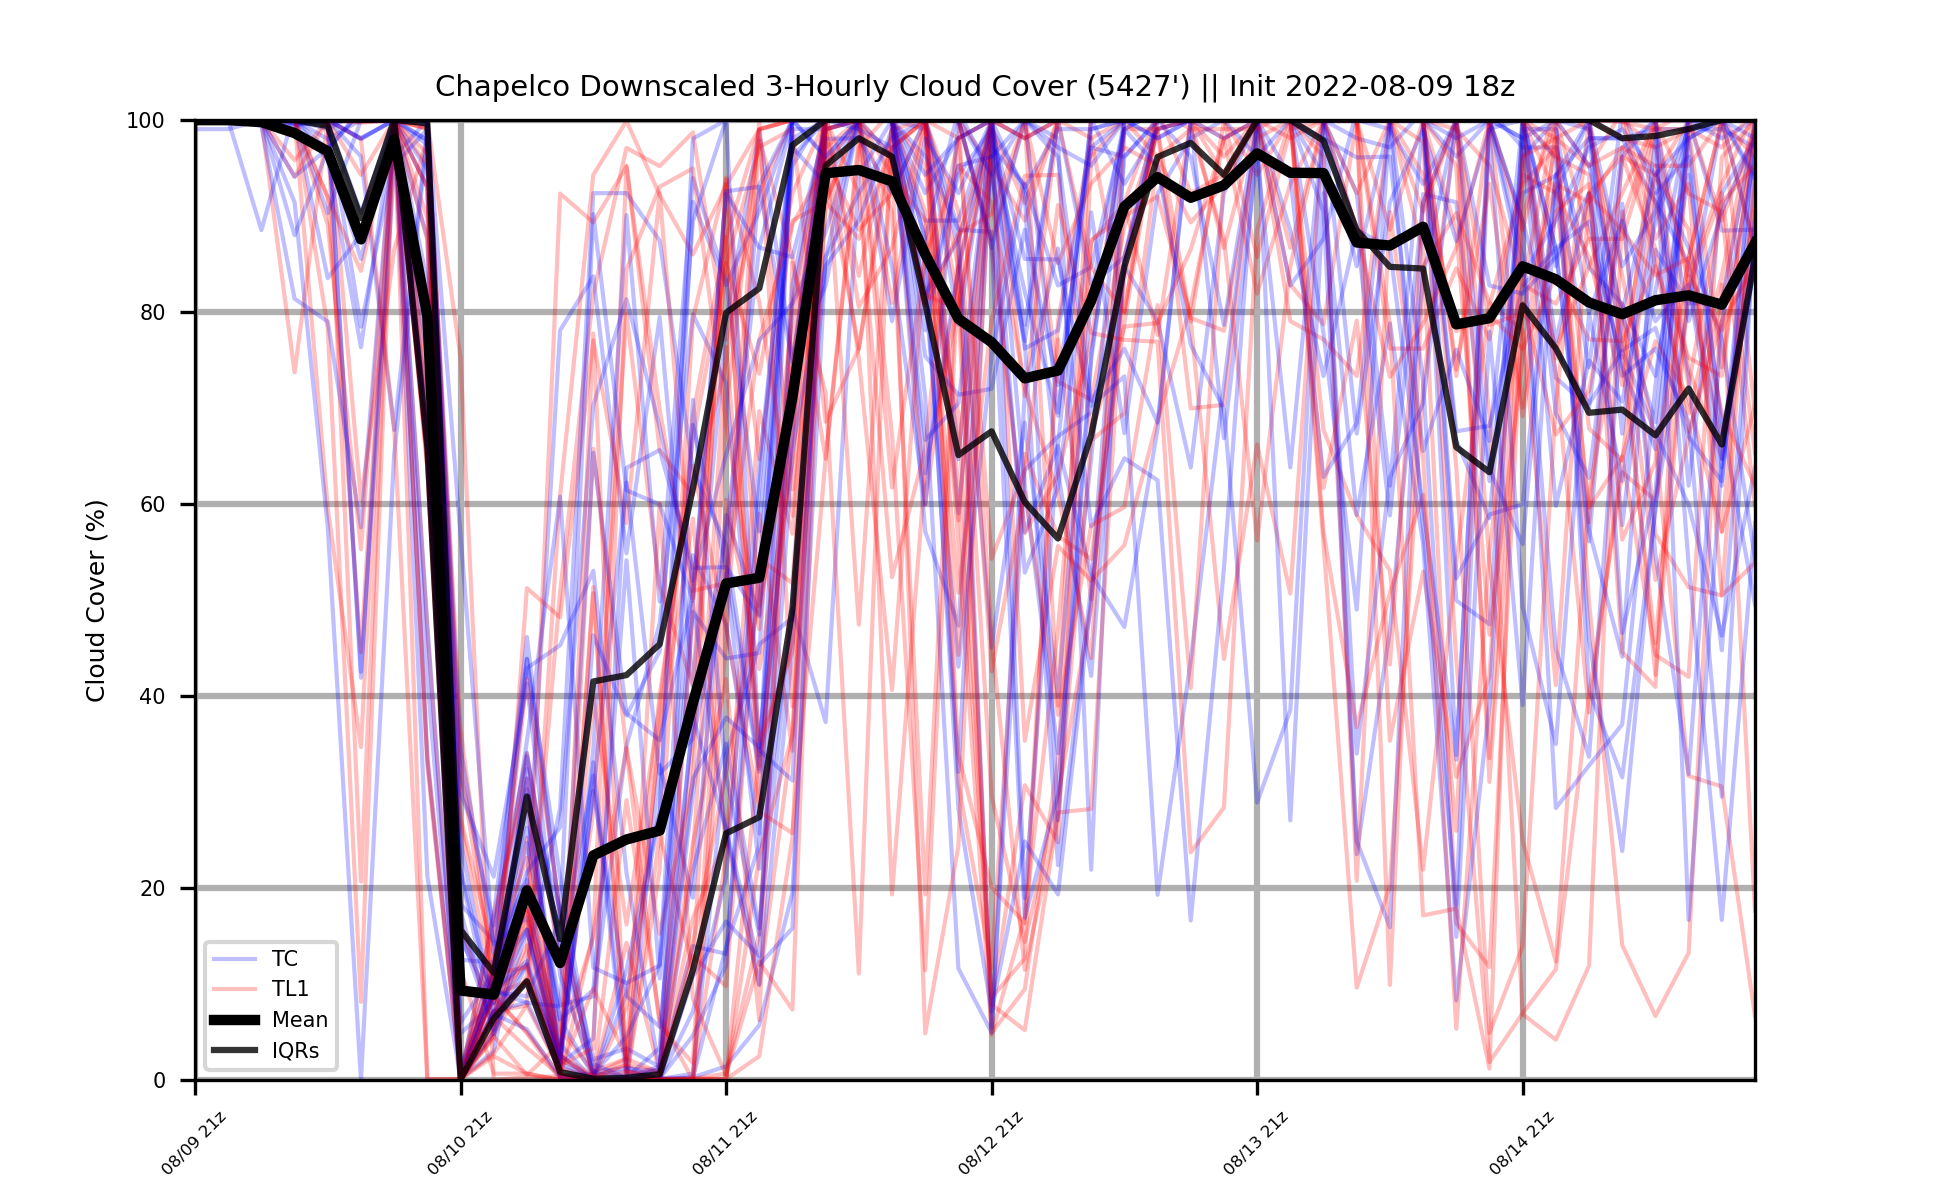 Chapelco Downscaled 3-Hourly Cloud Cover (5427') || Init 2022-08-09 18z
Cloud Cover (%)
100
80
60
40
20
0
TC
TL1
Mean
IQRs
08/09 21z
08/10 21z
08/11 21z
08/12 21z
08/13 21z
08/14 21z